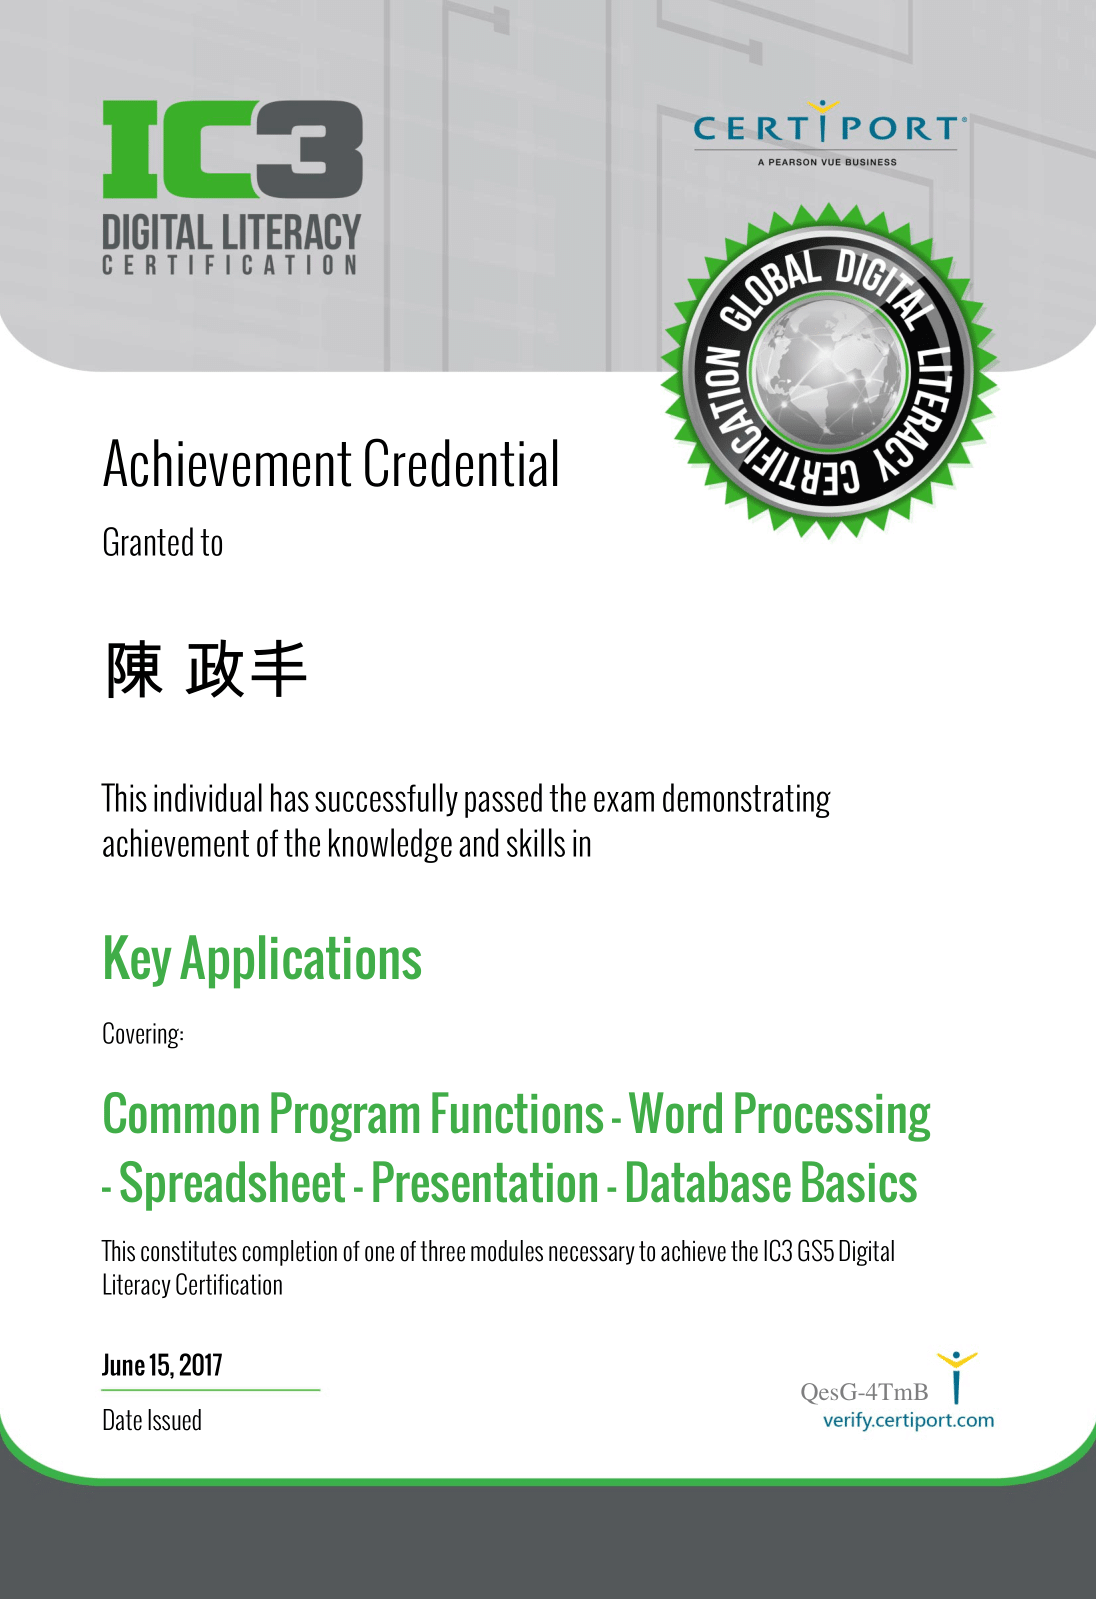 IC3
DIGITAL LITERACY
CERTIFICATION
CERTIPORT®
A PEARSON VUE BUSINESS
GLOBAL DIGITAL LITERACY CERTIFICATION
Achievement Credential
Granted to
陳 政丰
This individual has successfully passed the exam demonstrating
achievement of the knowledge and skills in
Key Applications
Covering:
Common Program Functions - Word Processing
- Spreadsheet - Presentation - Database Basics
This constitutes completion of one of three modules necessary to achieve the IC3 GS5 Digital
Literacy Certification
June 15, 2017
Date Issued
QesG-4TmB
verify.certiport.com